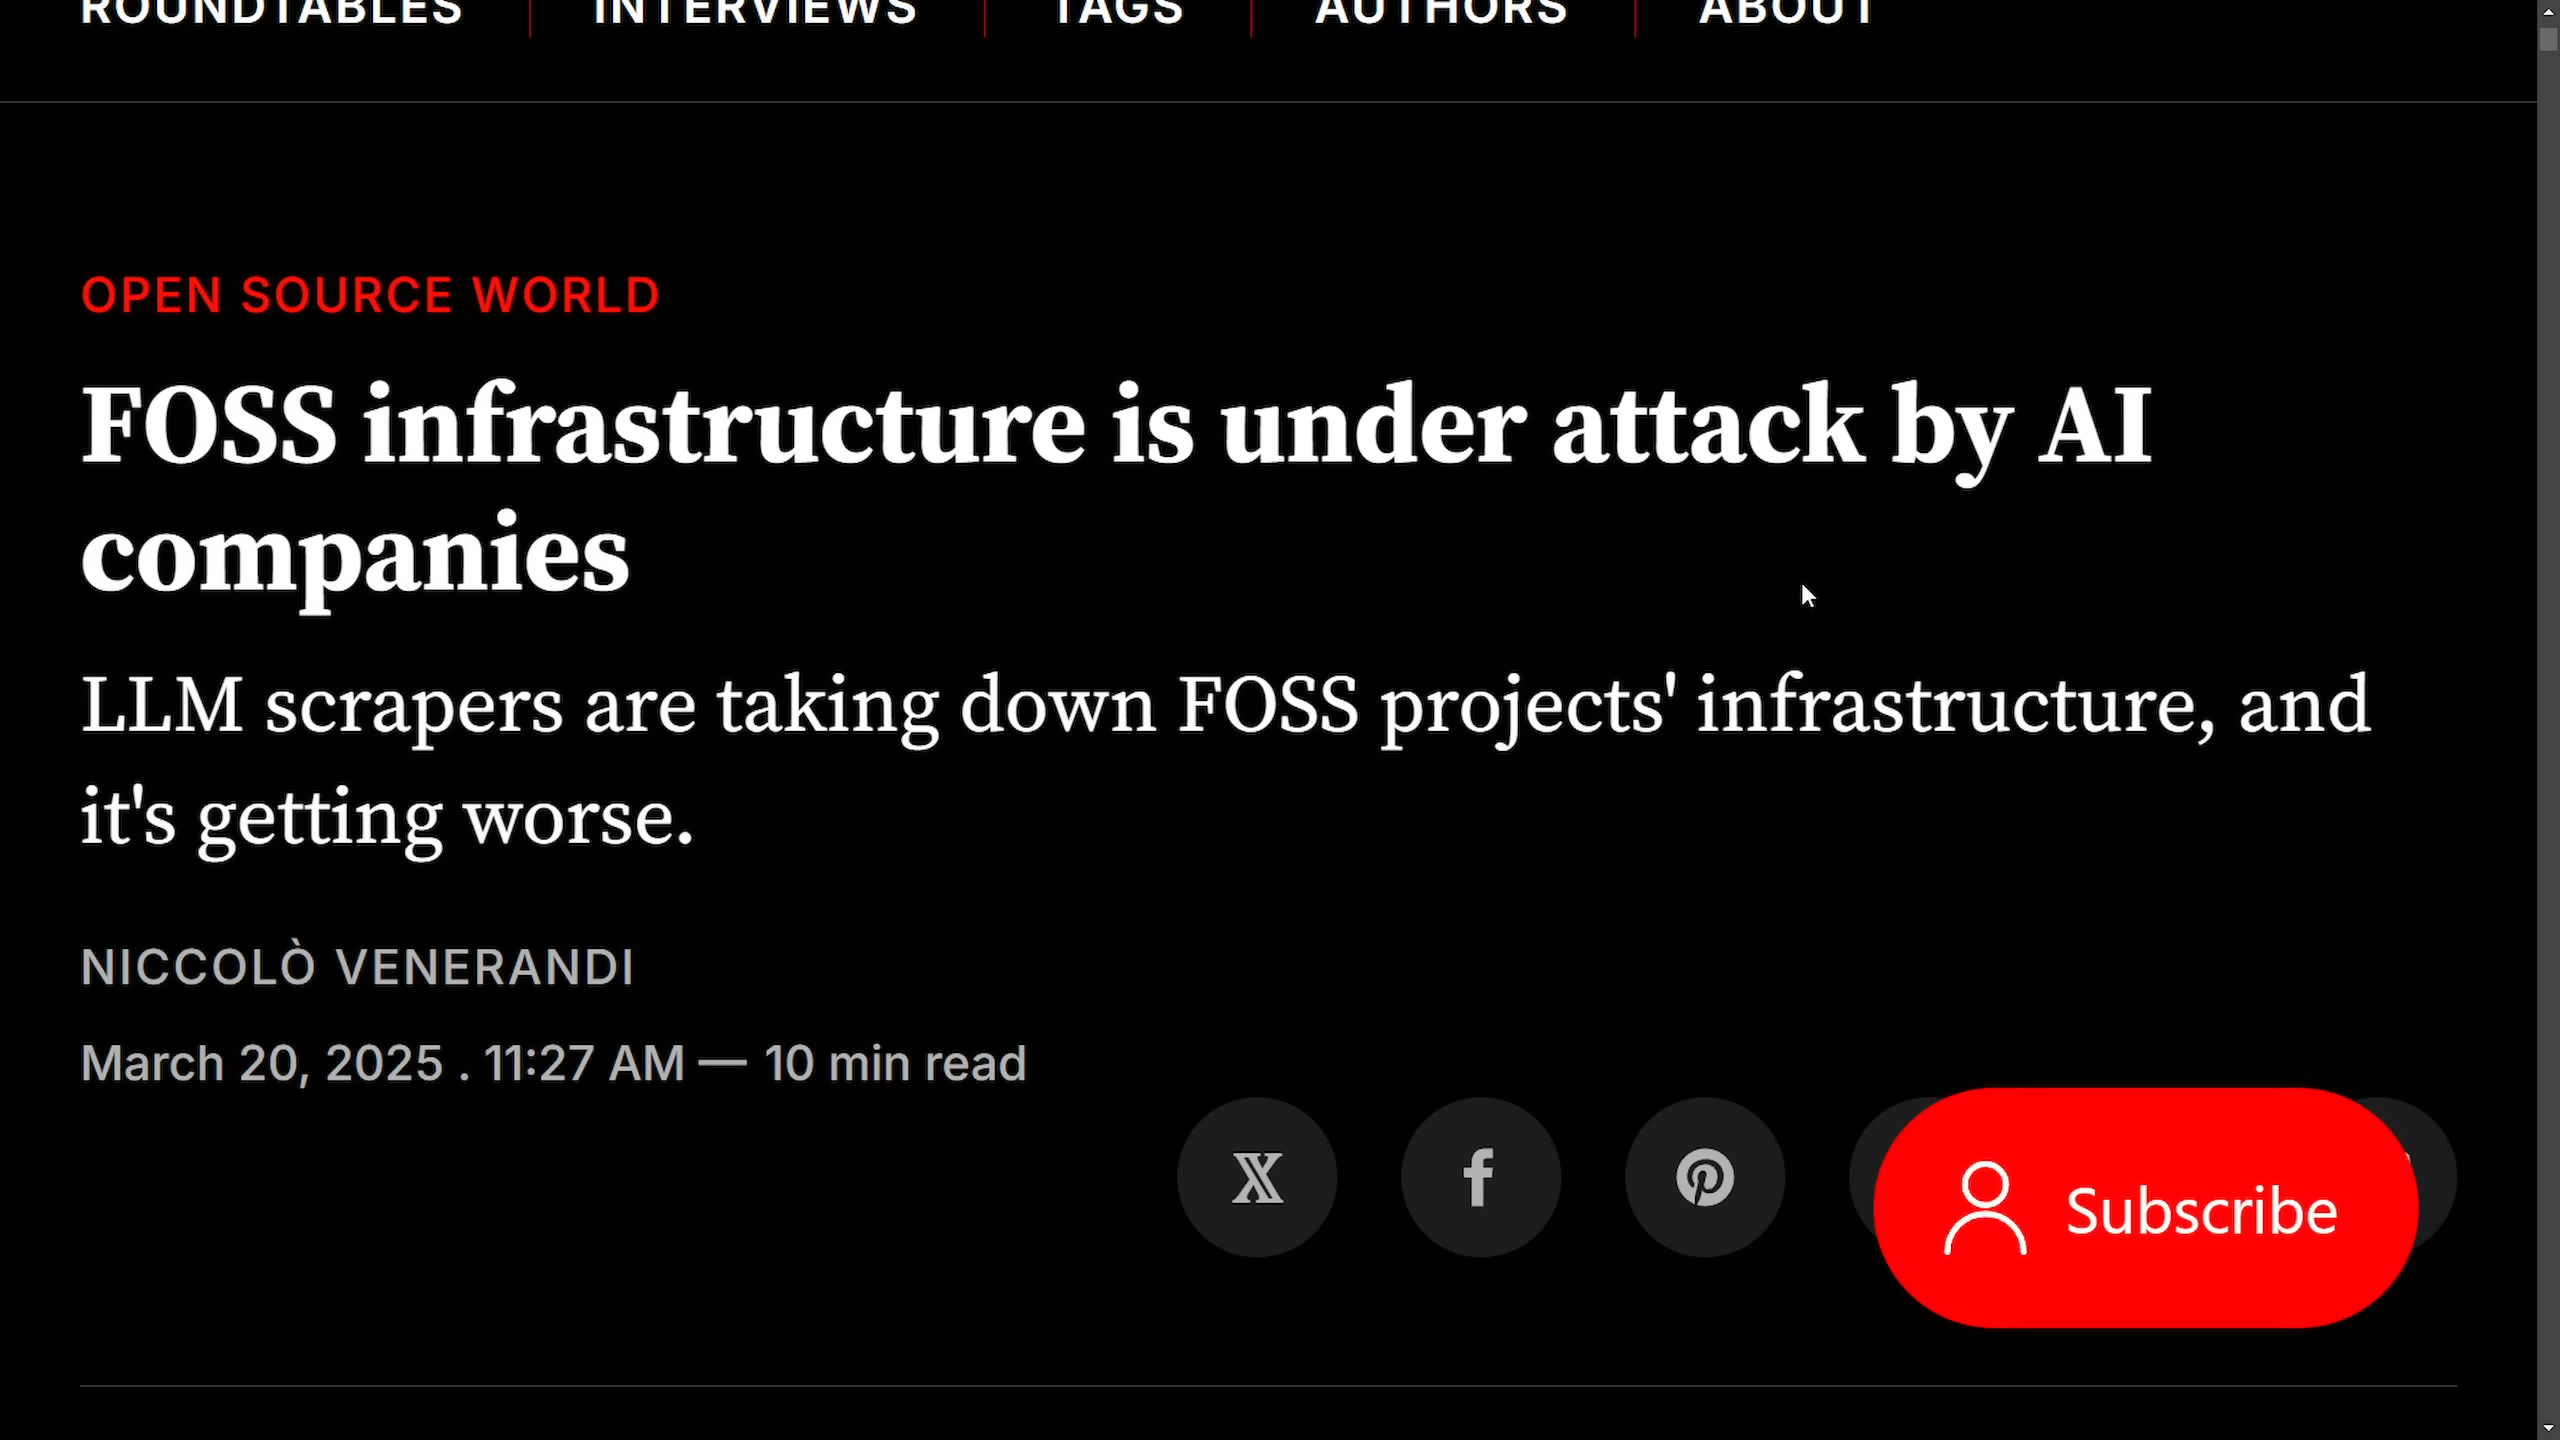 ROUNDTABLES INTERVIEWS TAGS AUTHORS ABOUT
OPEN SOURCE WORLD
FOSS infrastructure is under attack by AI
companies
LLM scrapers are taking down FOSS projects' infrastructure, and
it's getting worse.
NICCOLÒ VENERANDI
March 20, 2025 . 11:27 AM — 10 min read
Subscribe